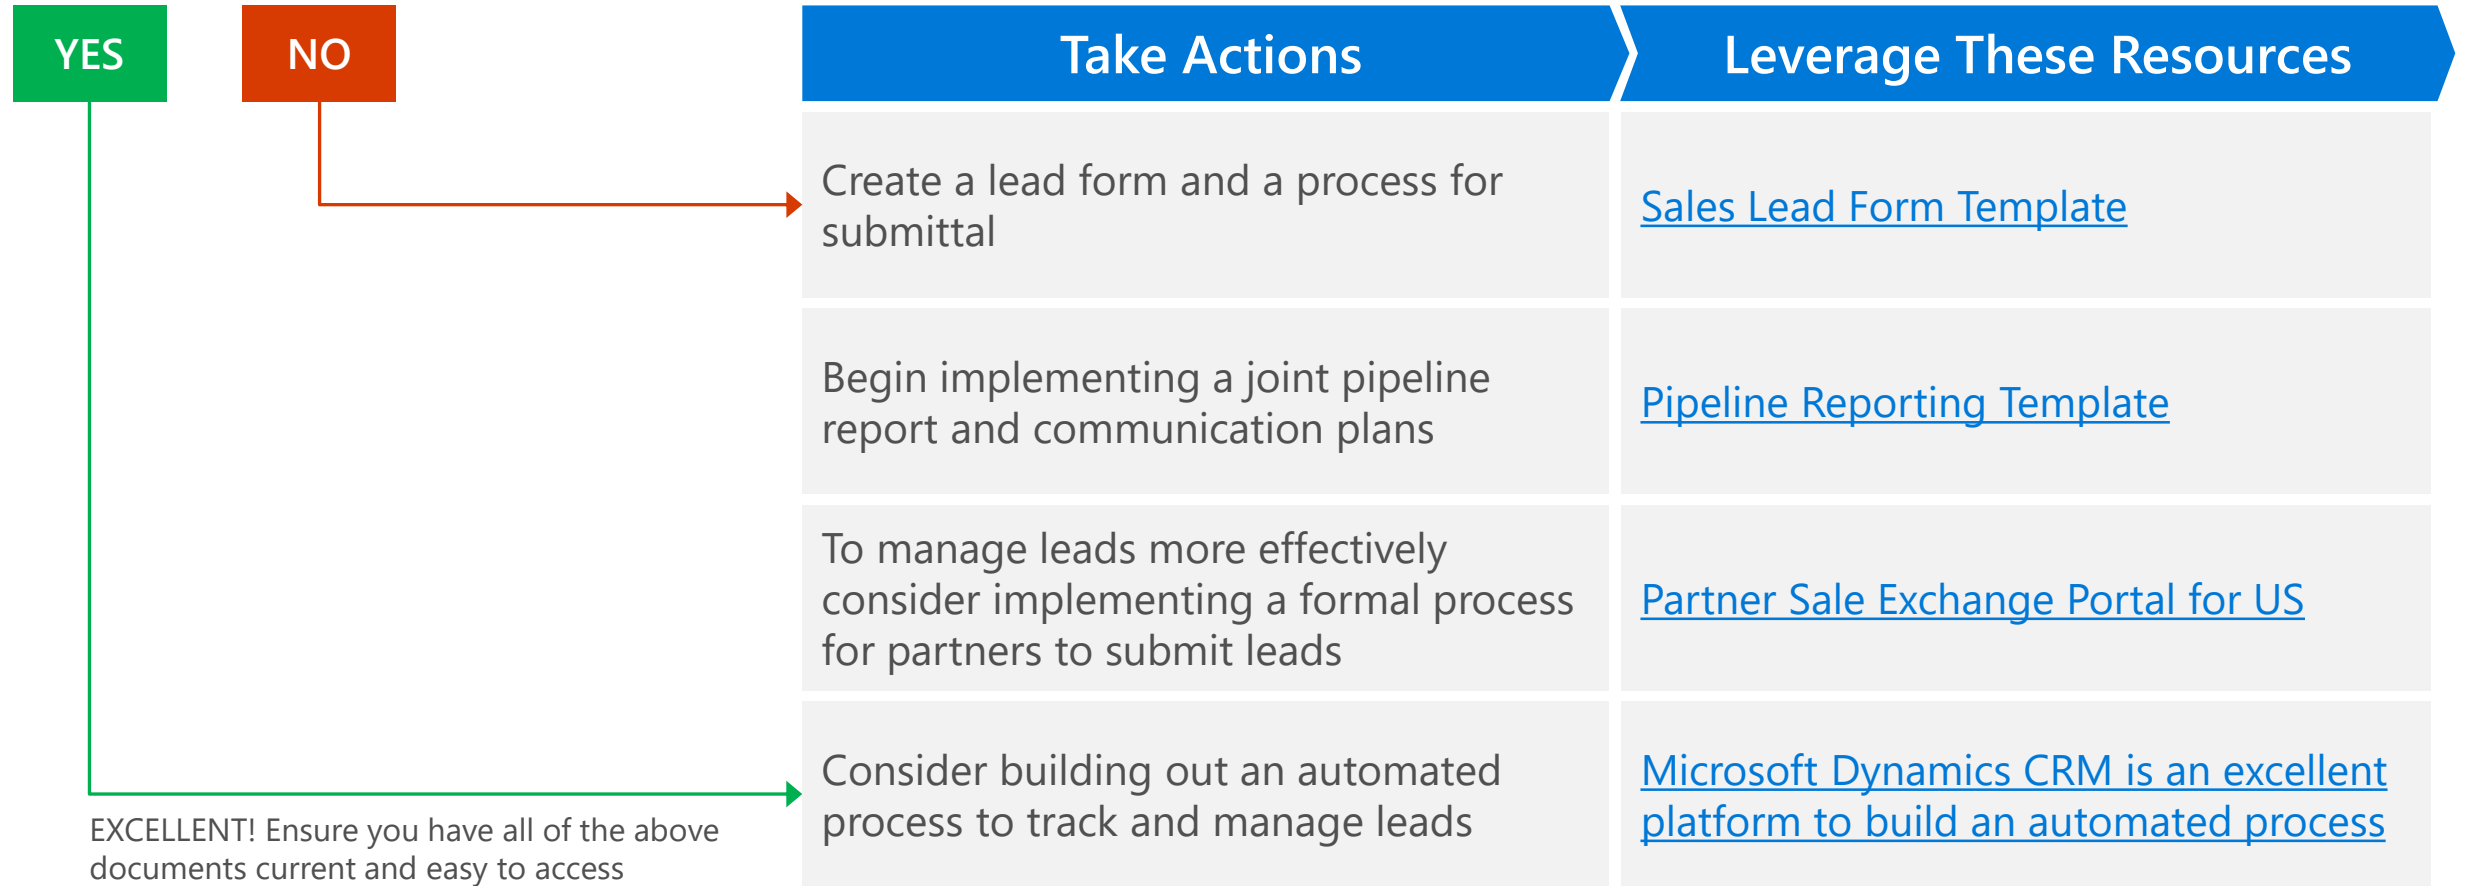 YES
NO
Take Actions
Leverage These Resources
Create a lead form and a process for
submittal
Sales Lead Form Template
Begin implementing a joint pipeline
report and communication plans
Pipeline Reporting Template
To manage leads more effectively
consider implementing a formal process
for partners to submit leads
Partner Sale Exchange Portal for US
Consider building out an automated
process to track and manage leads
Microsoft Dynamics CRM is an excellent
platform to build an automated process
EXCELLENT! Ensure you have all of the above
documents current and easy to access